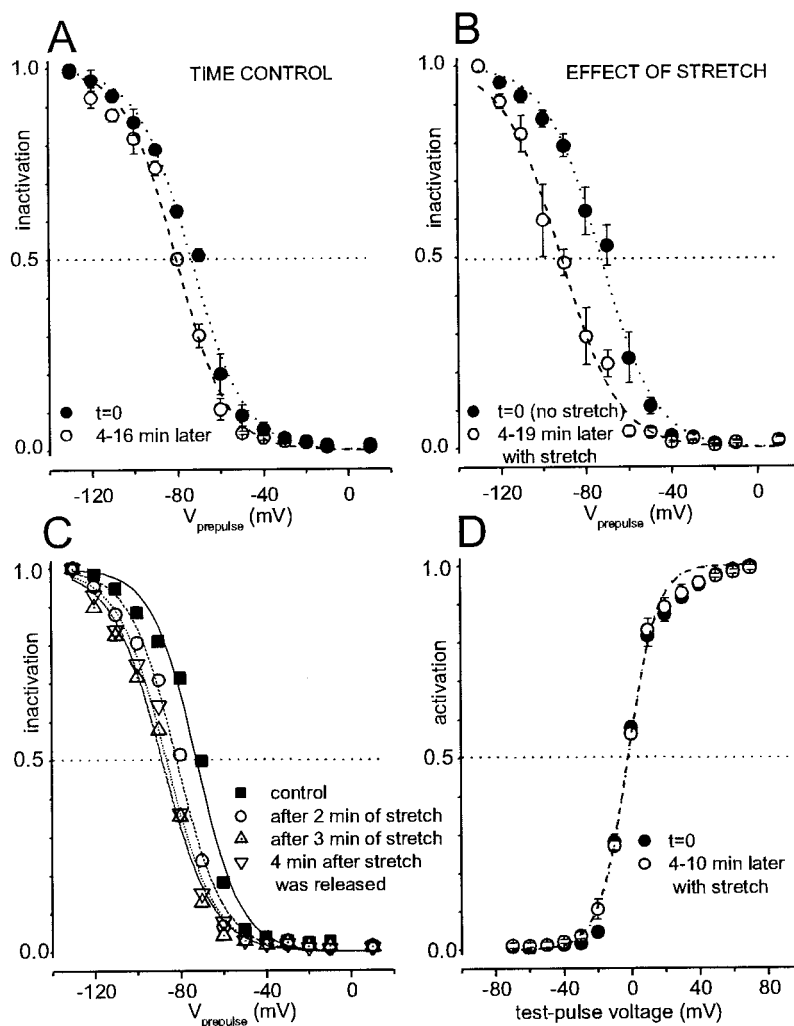 A
TIME CONTROL
1.0
inactivation
0.5
0.0
t=0
4-16 min later
-120
-80
-40
0
Vprepulse (mV)
B
EFFECT OF STRETCH
1.0
inactivation
0.5
0.0
t=0 (no stretch)
4-19 min later
with stretch
-120
-80
-40
0
Vprepulse (mV)
C
1.0
inactivation
0.5
0.0
control
after 2 min of stretch
after 3 min of stretch
4 min after stretch
was released
-120
-80
-40
0
Vprepulse (mV)
D
1.0
activation
0.5
0.0
t=0
4-10 min later
with stretch
-80
-40
0
40
80
test-pulse voltage (mV)